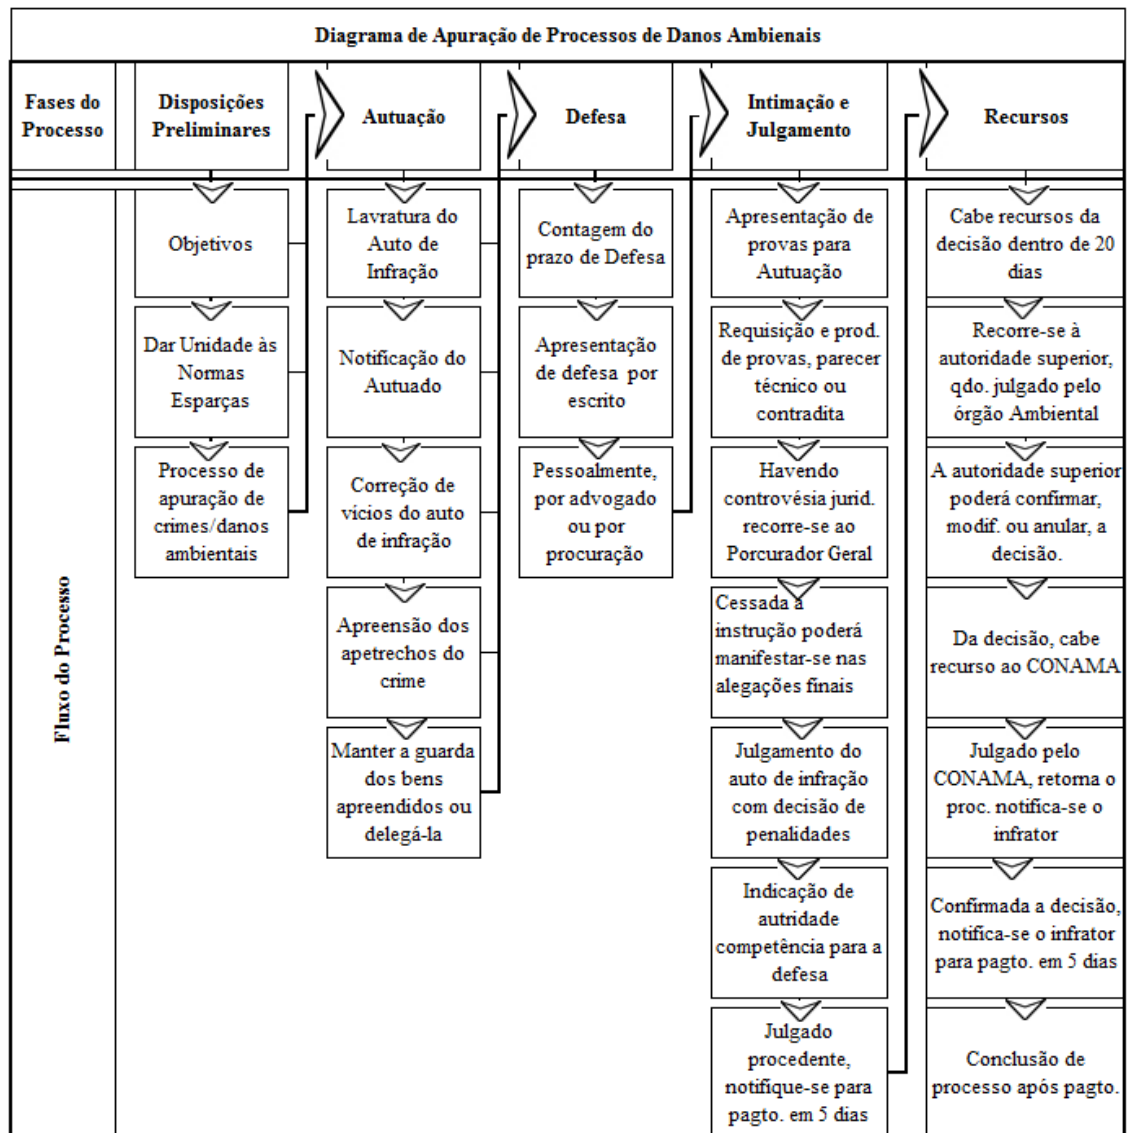 Diagrama de Apuração de Processos de Danos Ambienais
Fases do
Processo
Disposições
Preliminares
Autuação
Defesa
Intimação e
Julgamento
Recursos
Fluxo do Processo
Objetivos
Dar Unidade às
Normas
Esparças
Processo de
apuração de
crimes/danos
ambientais
Lavratura do
Auto de
Infração
Notificação do
Autuado
Correção de
vícios do auto
de infração
Apreensão dos
apetrechos do
crime
Manter a guarda
dos bens
apreendidos ou
delegá-la
Contagem do
prazo de Defesa
Apresentação
de defesa por
escrito
Pessoalmente,
por advogado
ou por
procuração
Apresentação de
provas para
Autuação
Requisição e prod.
de provas, parecer
técnico ou
contradita
Havendo
controvésia jurid.
recorre-se ao
Porcurador Geral
Cessada a
instrução poderá
manifestar-se nas
alegações finais
Julgamento do
auto de infração
com decisão de
penalidades
Indicação de
autridade
competência para a
defesa
Julgado
procedente,
notifique-se para
pagto. em 5 dias
Cabe recursos da
decisão dentro de 20
dias
Recorre-se à
autoridade superior,
qdo. julgado pelo
órgão Ambiental
A autoridade superior
poderá confirmar,
modif. ou anular, a
decisão.
Da decisão, cabe
recurso ao CONAMA
Julgado pelo
CONAMA, retorna o
proc. notifica-se o
infrator
Confirmada a decisão,
notifica-se o infrator
para pagto. em 5 dias
Conclusão de
processo após pagto.